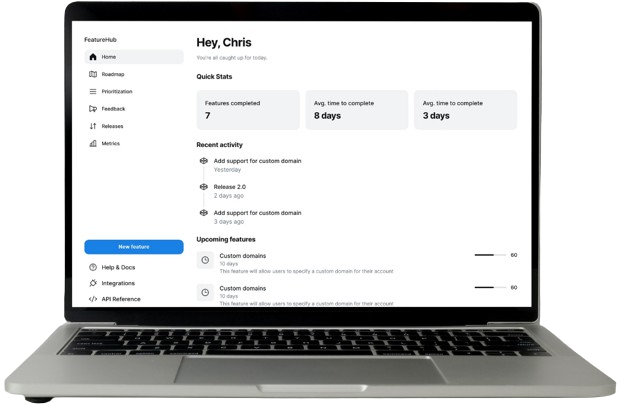 FeatureHub
Home
Roadmap
Prioritization
Feedback
Releases
Metrics
New feature
Help & Docs
Integrations
API Reference
Hey, Chris
You're all caught up for today.
Quick Stats
Features completed
7
Avg. time to complete
8 days
Avg. time to complete
3 days
Recent activity
Add support for custom domain
Yesterday
Release 2.0
2 days ago
Add support for custom domain
3 days ago
Upcoming features
Custom domains
10 days
This feature will allow users to specify a custom domain for their account
60
Custom domains
10 days
This feature will allow users to specify a custom domain for their account
60